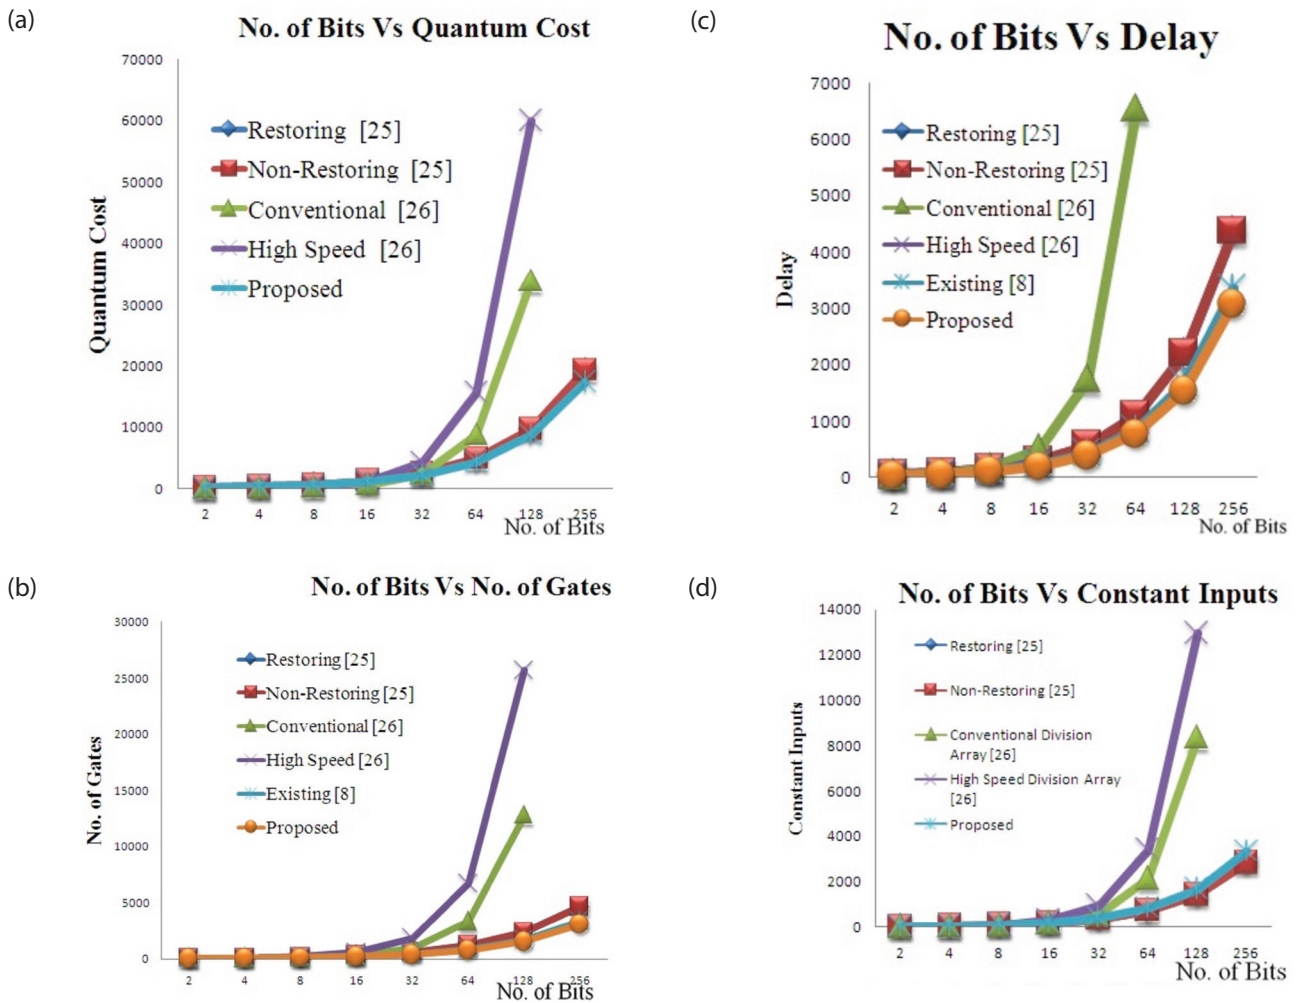 (a)
No. of Bits Vs Quantum Cost
70000
60000
50000
40000
30000
20000
10000
0
Quantum Cost
Restoring [25]
Non-Restoring [25]
Conventional [26]
High Speed [26]
Proposed
2 4 8 16 32 64 128 256
No. of Bits
(c)
No. of Bits Vs Delay
7000
6000
5000
4000
3000
2000
1000
0
Delay
Restoring [25]
Non-Restoring [25]
Conventional [26]
High Speed [26]
Existing [8]
Proposed
2 4 8 16 32 64 128 256
No. of Bits
(b)
No. of Bits Vs No. of Gates
30000
25000
20000
15000
10000
5000
0
No. of Gates
Restoring [25]
Non-Restoring [25]
Conventional [26]
High Speed [26]
Existing [8]
Proposed
2 4 8 16 32 64 128 256
No. of Bits
(d)
No. of Bits Vs Constant Inputs
14000
12000
10000
8000
6000
4000
2000
0
Constant Inputs
Restoring [25]
Non-Restoring [25]
Conventional Division
Array [26]
High Speed Division Array
[26]
Proposed
2 4 8 16 32 64 128 256
No. of Bits